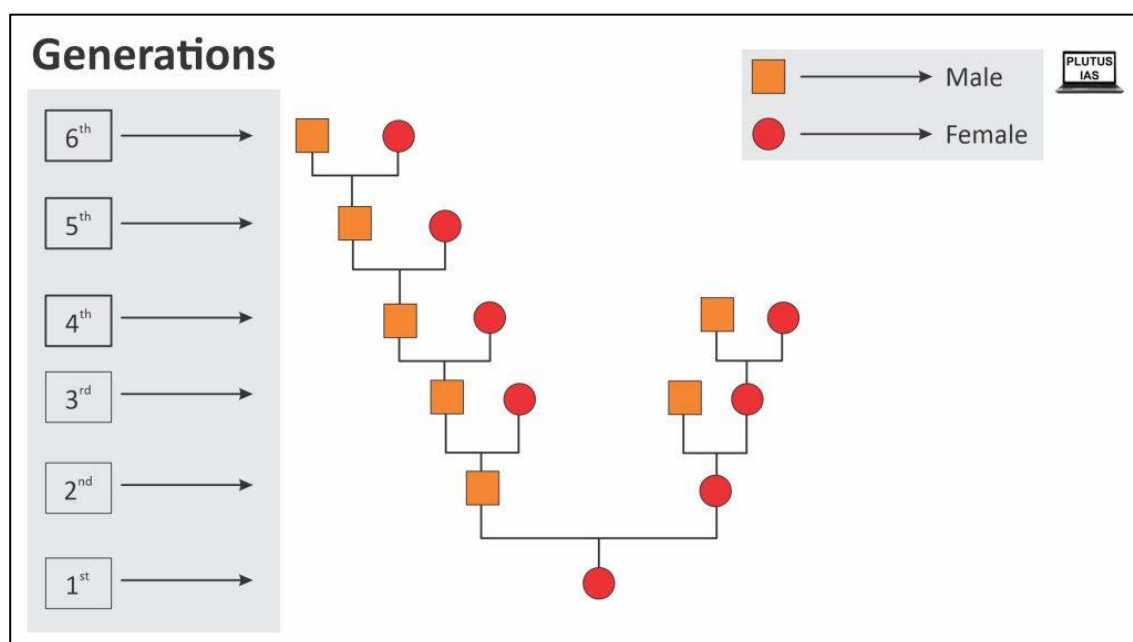 Generations
PLUTUS
IAS
Male
Female
6th
5th
4th
3rd
2nd
1st